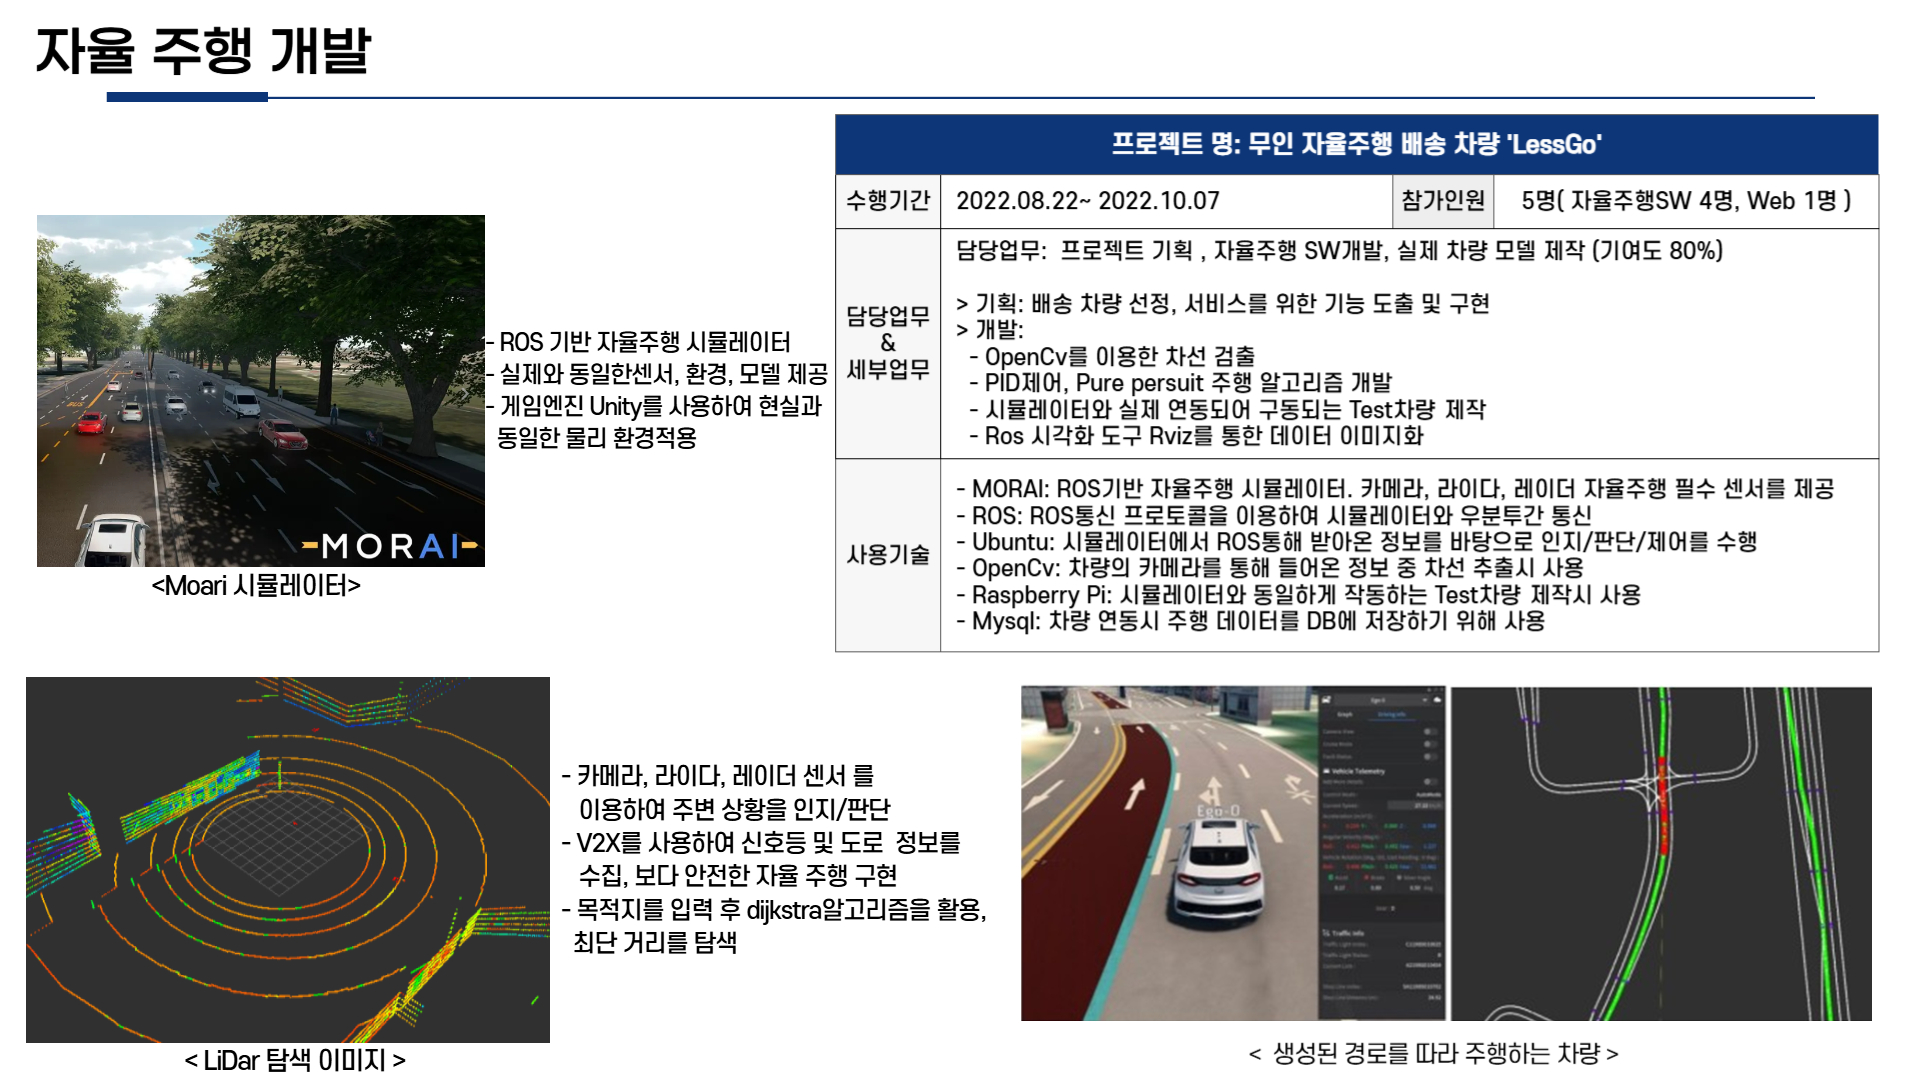 자율 주행 개발
프로젝트 명: 무인 자율주행 배송 차량 'LessGo'
수행기간
2022.08.22~ 2022.10.07
참가인원
5명( 자율주행SW 4명, Web 1명 )
담당업무
&
세부업무
담당업무:  프로젝트 기획 , 자율주행 SW개발, 실제 차량 모델 제작 (기여도 80%)
> 기획: 배송 차량 선정, 서비스를 위한 기능 도출 및 구현
> 개발:
- OpenCv를 이용한 차선 검출
- PID제어, Pure persuit 주행 알고리즘 개발
- 시뮬레이터와 실제 연동되어 구동되는 Test차량 제작
- Ros 시각화 도구 Rviz를 통한 데이터 이미지화
사용기술
- MORAI: ROS기반 자율주행 시뮬레이터. 카메라, 라이다, 레이더 자율주행 필수 센서를 제공
- ROS: ROS통신 프로토콜을 이용하여 시뮬레이터와 우분투간 통신
- Ubuntu: 시뮬레이터에서 ROS통해 받아온 정보를 바탕으로 인지/판단/제어를 수행
- OpenCv: 차량의 카메라를 통해 들어온 정보 중 차선 추출시 사용
- Raspberry Pi: 시뮬레이터와 동일하게 작동하는 Test차량 제작시 사용
- Mysql: 차량 연동시 주행 데이터를 DB에 저장하기 위해 사용
MORAI
<Moari 시뮬레이터>
- ROS 기반 자율주행 시뮬레이터
- 실제와 동일한센서, 환경, 모델 제공
- 게임엔진 Unity를 사용하여 현실과
동일한 물리 환경적용
< LiDar 탐색 이미지 >
- 카메라, 라이다, 레이더 센서 를
이용하여 주변 상황을 인지/판단
- V2X를 사용하여 신호등 및 도로  정보를
수집, 보다 안전한 자율 주행 구현
- 목적지를 입력 후 dijkstra알고리즘을 활용,
최단 거리를 탐색
Ego-0
Vehicle Telemetry
Traffic Info
<  생성된 경로를 따라 주행하는 차량 >